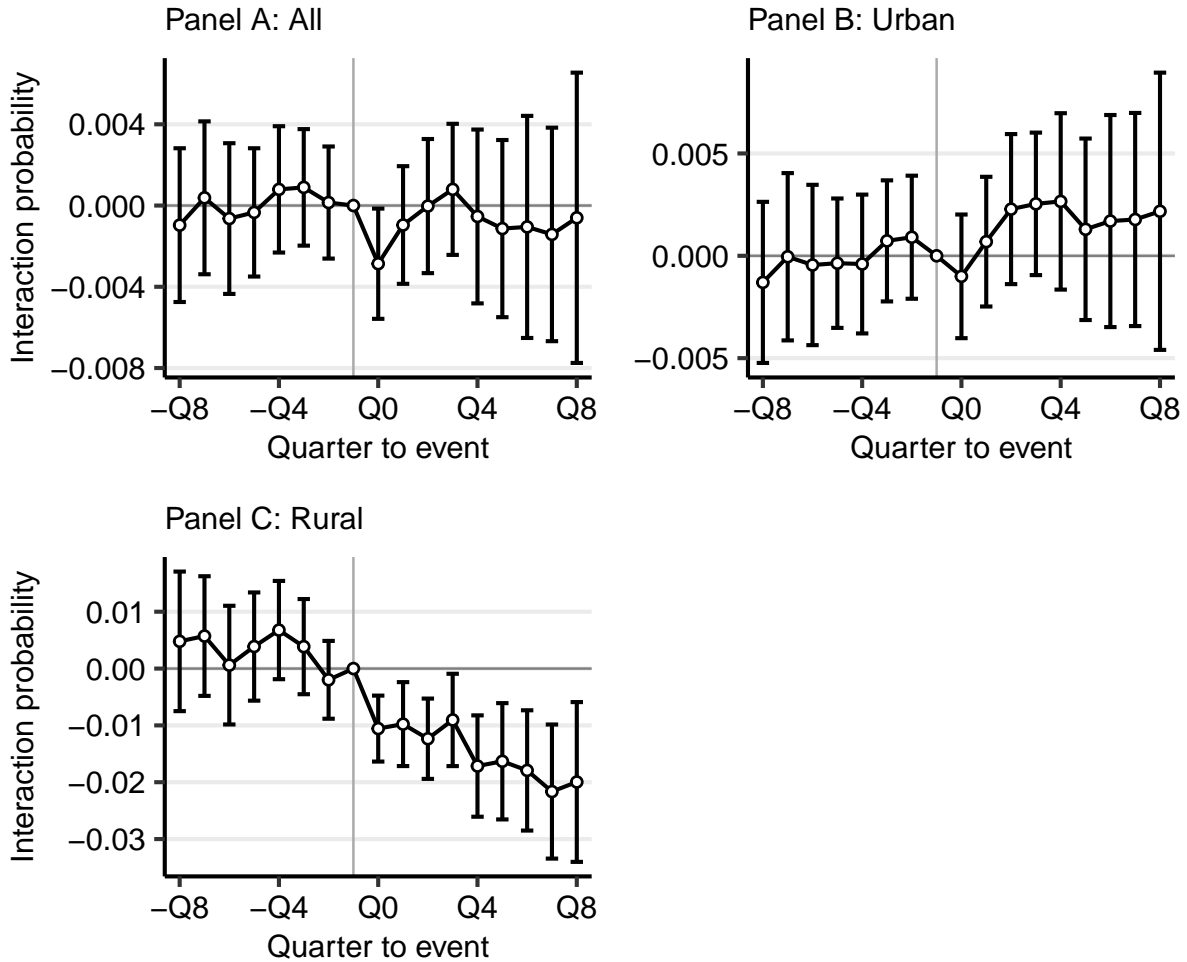 Panel A: All
Interaction probability
0.004
0.000
−0.004
−0.008
−Q8 −Q4 Q0 Q4 Q8
Quarter to event
Panel B: Urban
0.005
0.000
−0.005
−Q8 −Q4 Q0 Q4 Q8
Quarter to event
Panel C: Rural
Interaction probability
0.01
0.00
−0.01
−0.02
−0.03
−Q8 −Q4 Q0 Q4 Q8
Quarter to event